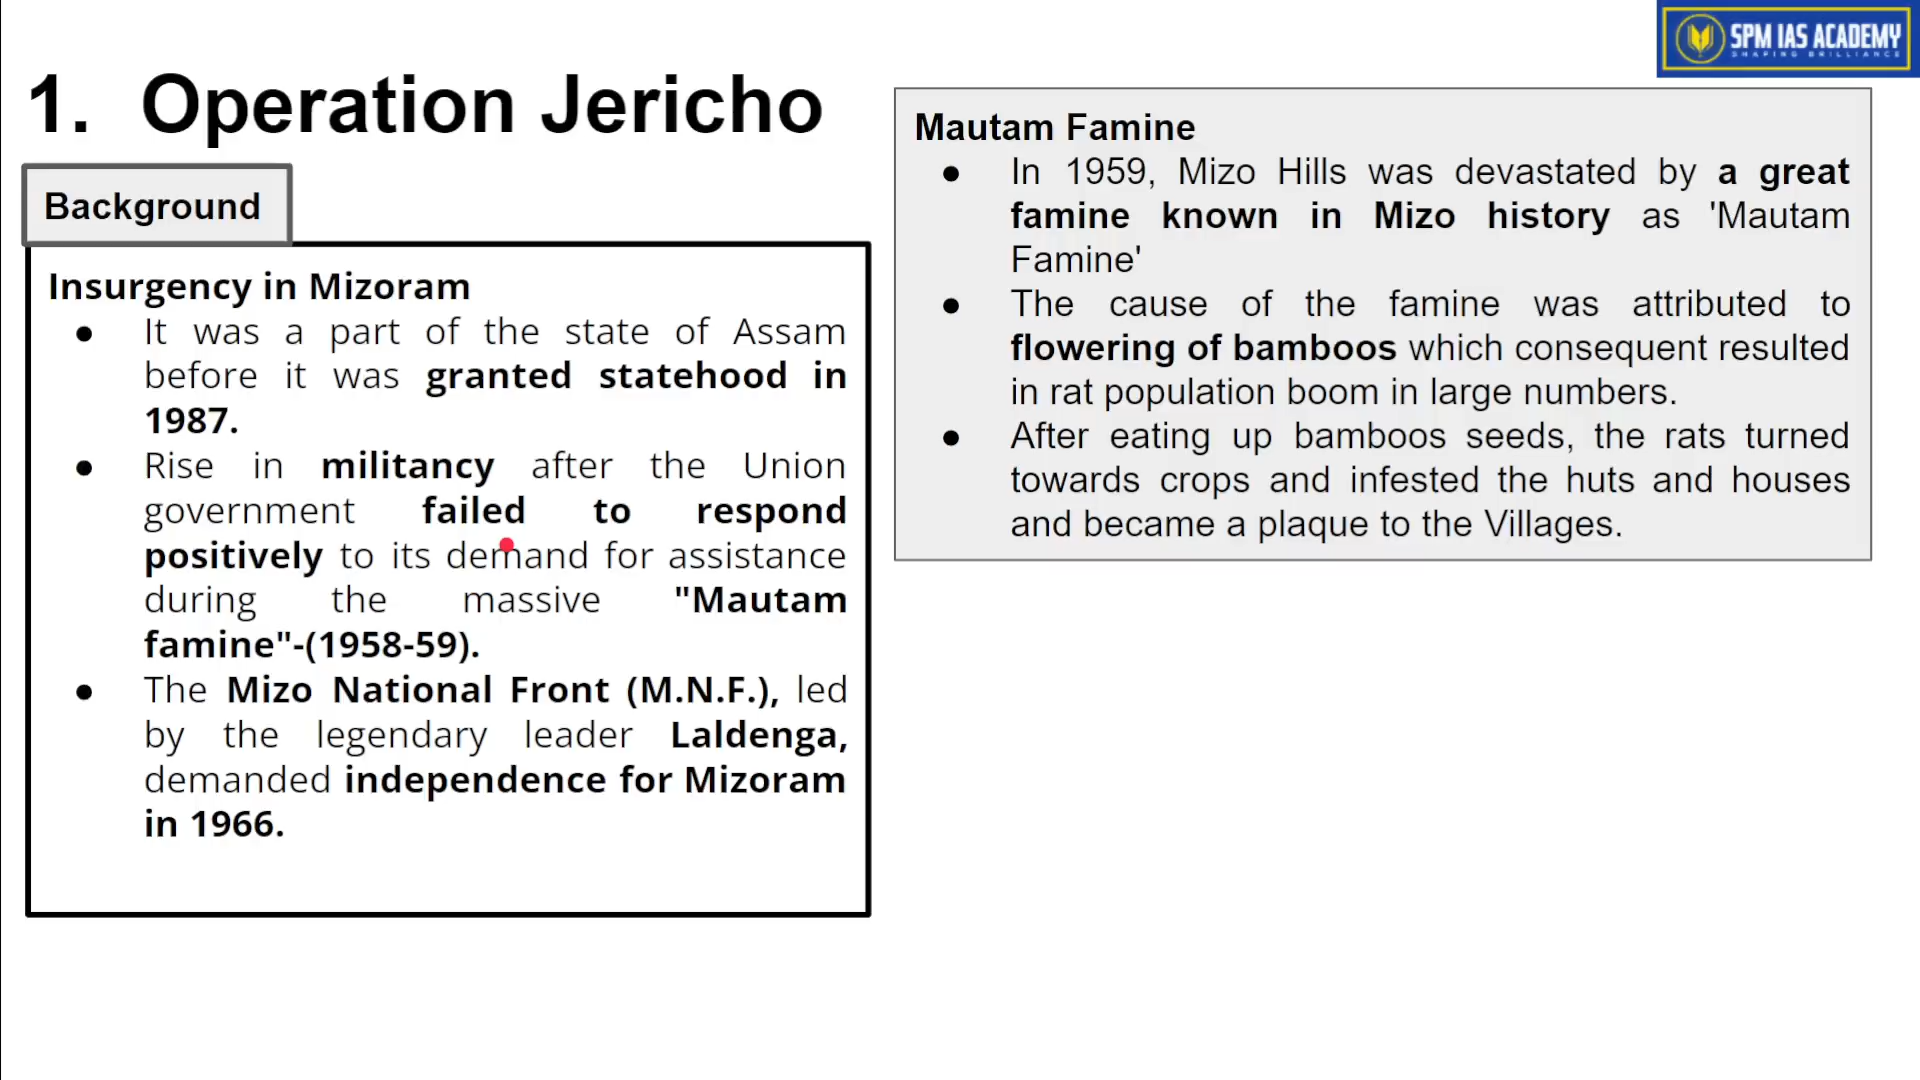 SPM IAS ACADEMY
SHAPING BRILLIANCE
1. Operation Jericho
Background
Insurgency in Mizoram
● It was a part of the state of Assam
before it was granted statehood in
1987.
● Rise in militancy after the Union
government failed to respond
positively to its demand for assistance
during the massive "Mautam
famine"-(1958-59).
● The Mizo National Front (M.N.F.), led
by the legendary leader Laldenga,
demanded independence for Mizoram
in 1966.
Mautam Famine
● In 1959, Mizo Hills was devastated by a great
famine known in Mizo history as 'Mautam
Famine'
● The cause of the famine was attributed to
flowering of bamboos which consequent resulted
in rat population boom in large numbers.
● After eating up bamboos seeds, the rats turned
towards crops and infested the huts and houses
and became a plaque to the Villages.